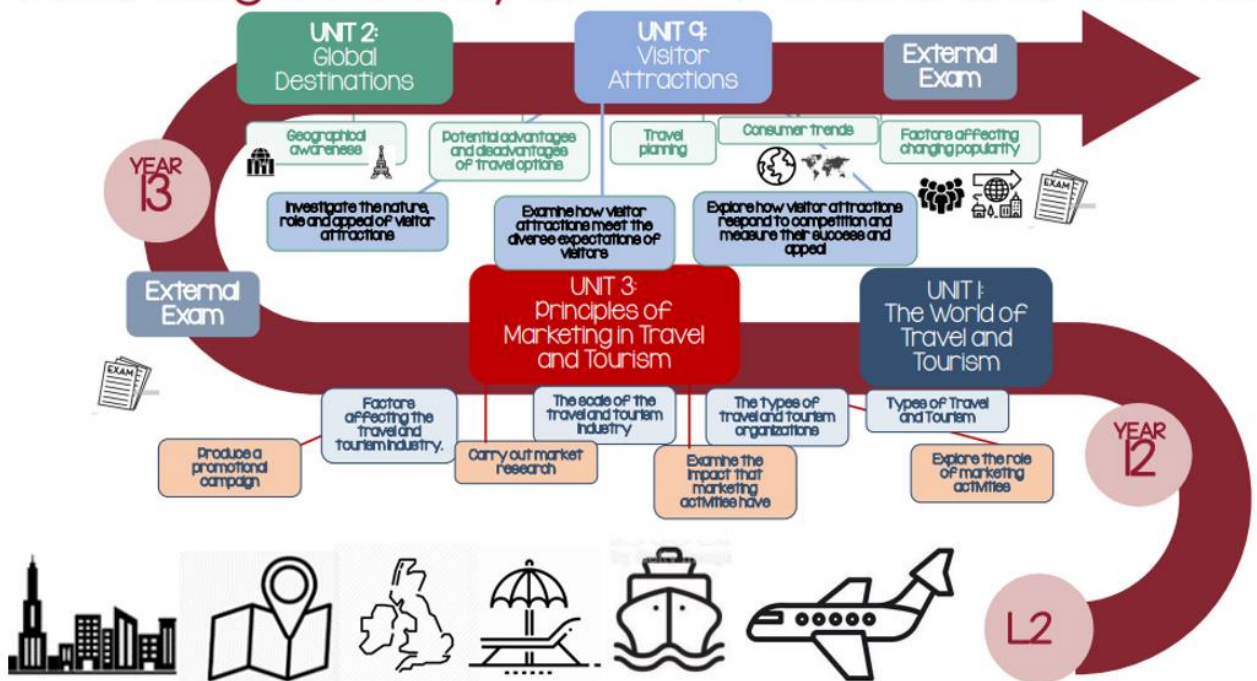 UNIT 2:
Global
Destinations
UNIT 9:
Visitor
Attractions
External
Exam
Geographical
awareness
Potential advantages
and disadvantages
of travel options
Travel
planning
Consumer trends
Factors affecting
changing popularity
YEAR
13
Investigate the nature,
role and appeal of visitor
attractions
Examine how visitor
attractions meet the
diverse expectations of
visitors
Explore how visitor attractions
respond to competition and
measure their success and
appeal
EXAM
External
Exam
UNIT 3:
Principles of
Marketing in Travel
and Tourism
UNIT 1:
The World of
Travel and
Tourism
EXAM
Factors
affecting the
travel and
tourism industry.
The scale of the
travel and tourism
industry
The types of
travel and tourism
organizations
Types of Travel
and Tourism
Produce a
promotional
campaign
Carry out market
research
Examine the
impact that
marketing
activities have
Explore the role
of marketing
activities
YEAR
12
L2